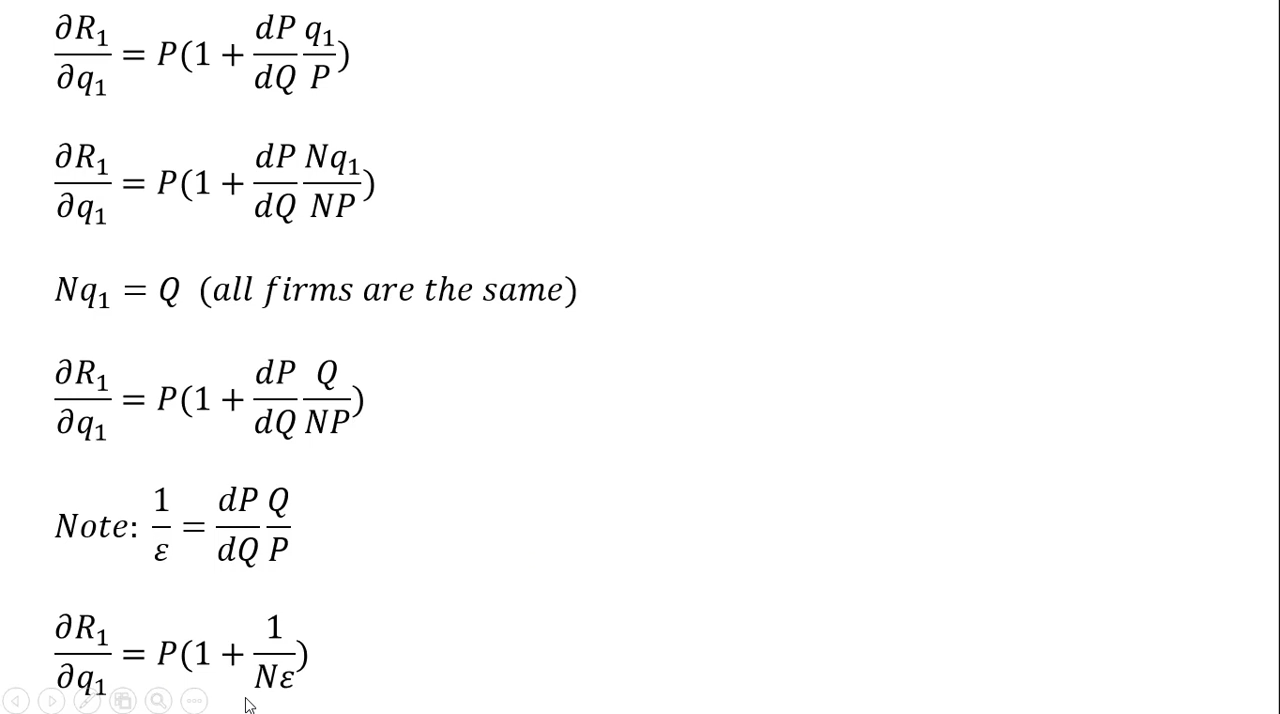 ∂R₁/∂q₁ = P(1 + dP/dQ q₁/P)
∂R₁/∂q₁ = P(1 + dP/dQ Nq₁/NP)
Nq₁ = Q (all firms are the same)
∂R₁/∂q₁ = P(1 + dP/dQ Q/NP)
Note: 1/ε = dP/dQ Q/P
∂R₁/∂q₁ = P(1 + 1/Nε)